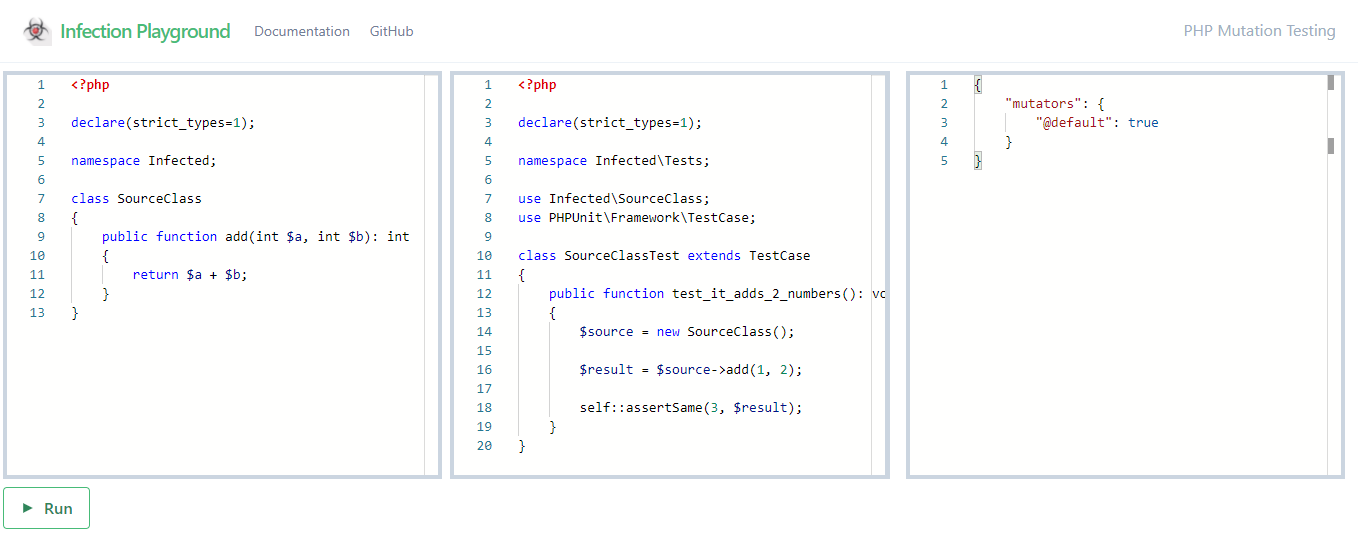 Infection Playground Documentation GitHub PHP Mutation Testing
1 <?php
2
3 declare(strict_types=1);
4
5 namespace Infected;
6
7 class SourceClass
8 {
9 public function add(int $a, int $b): int
10 {
11 return $a + $b;
12 }
13 }
1 <?php
2
3 declare(strict_types=1);
4
5 namespace Infected\Tests;
6
7 use Infected\SourceClass;
8 use PHPUnit\Framework\TestCase;
9
10 class SourceClassTest extends TestCase
11 {
12 public function test_it_adds_2_numbers(): vo
13 {
14 $source = new SourceClass();
15
16 $result = $source->add(1, 2);
17
18 self::assertSame(3, $result);
19 }
20 }
1 {
2 "mutators": {
3 "@default": true
4 }
5 }
Run